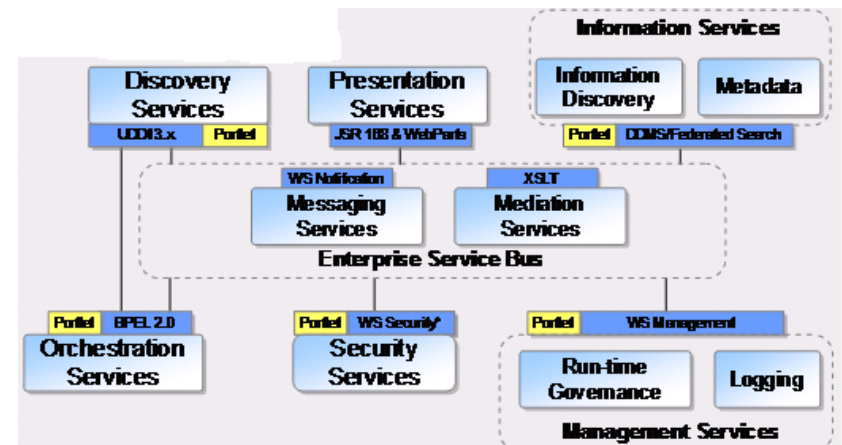 Information Services
Discovery
Services
Presentation
Services
Information
Discovery
Metadata
UDDI 3.x
Portlet
JSR 168 & WebParts
Portlet
DDMS/Federated Search
WS Notification
XSLT
Messaging
Services
Mediation
Services
Enterprise Service Bus
Portlet
BPEL 2.0
Portlet
WS Security*
Portlet
WS Management
Orchestration
Services
Security
Services
Run-time
Governance
Logging
Management Services